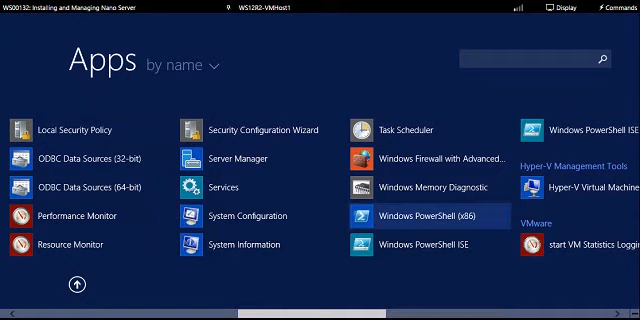 WS00132: Installing and Managing Nano Server
WS12R2-VMHost1
Display
Commands
Apps by name
Local Security Policy
ODBC Data Sources (32-bit)
ODBC Data Sources (64-bit)
Performance Monitor
Resource Monitor
Security Configuration Wizard
Server Manager
Services
System Configuration
System Information
Task Scheduler
Windows Firewall with Advanced...
Windows Memory Diagnostic
Windows PowerShell (x86)
Windows PowerShell ISE
Windows PowerShell ISE
Hyper-V Management Tools
Hyper-V Virtual Machine
VMware
start VM Statistics Loggi